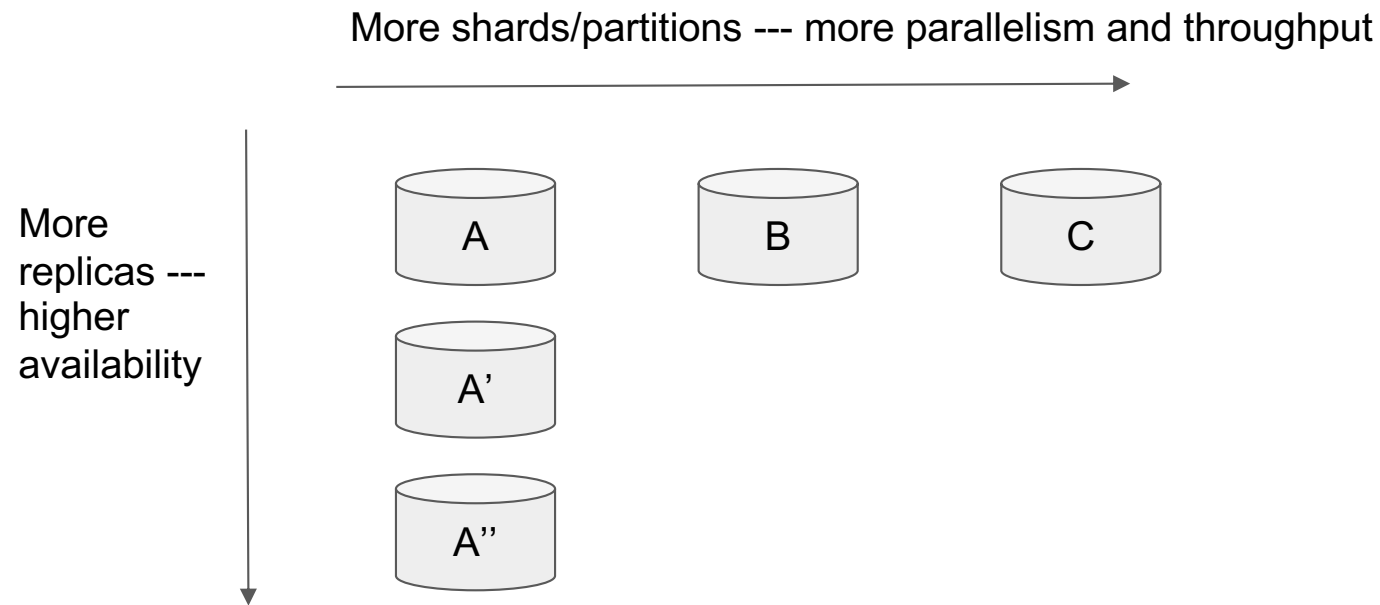 More shards/partitions --- more parallelism and throughput
More
replicas ---
higher
availability
A
B
C
A’
A’’